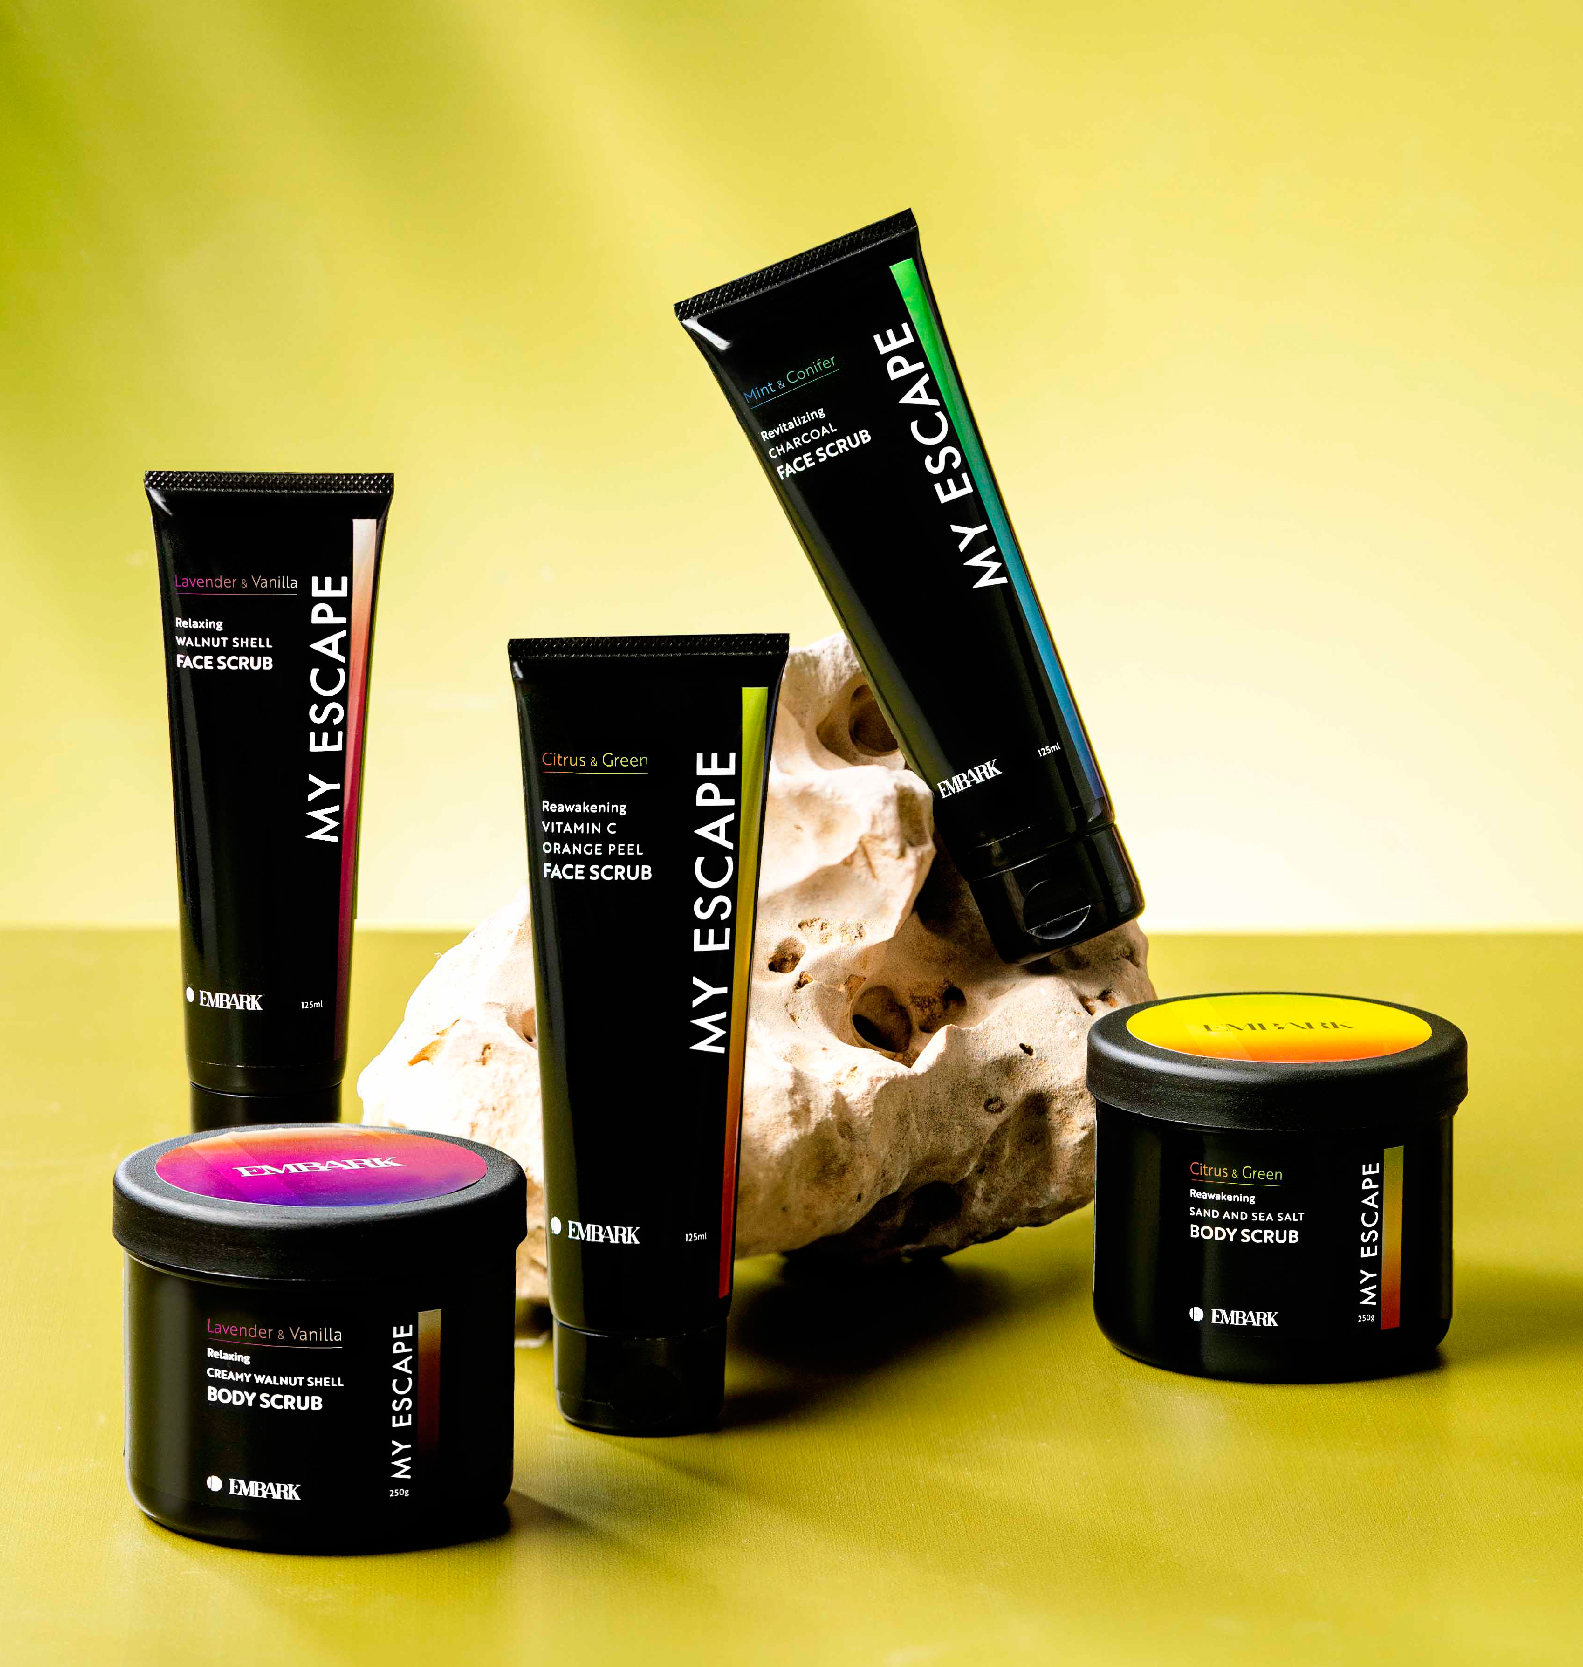 Mint & Conifer
Revitalizing
CHARCOAL
FACE SCRUB
MY ESCAPE
EMBARK
125ml
Lavender & Vanilla
Relaxing
WALNUT SHELL
FACE SCRUB
MY ESCAPE
EMBARK
125ml
Citrus & Green
Reawakening
VITAMIN C
ORANGE PEEL
FACE SCRUB
MY ESCAPE
EMBARK
125ml
EMBARK
Citrus & Green
Reawakening
SAND AND SEA SALT
BODY SCRUB
MY ESCAPE
EMBARK
250g
EMBARK
Lavender & Vanilla
Relaxing
CREAMY WALNUT SHELL
BODY SCRUB
MY ESCAPE
EMBARK
250g